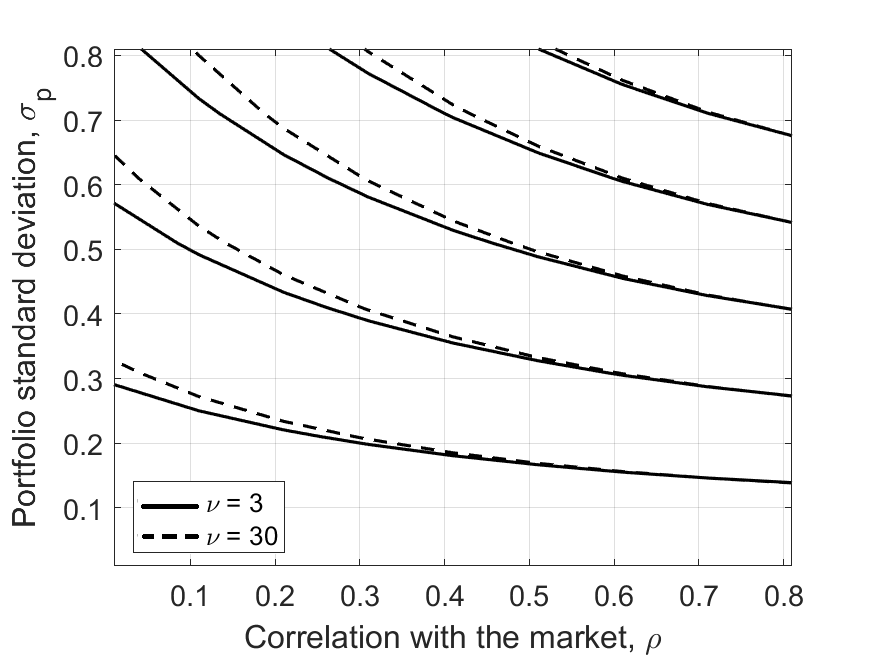 Portfolio standard deviation, σp
0.8
0.7
0.6
0.5
0.4
0.3
0.2
0.1
ν = 3
ν = 30
0.1 0.2 0.3 0.4 0.5 0.6 0.7 0.8
Correlation with the market, ρ